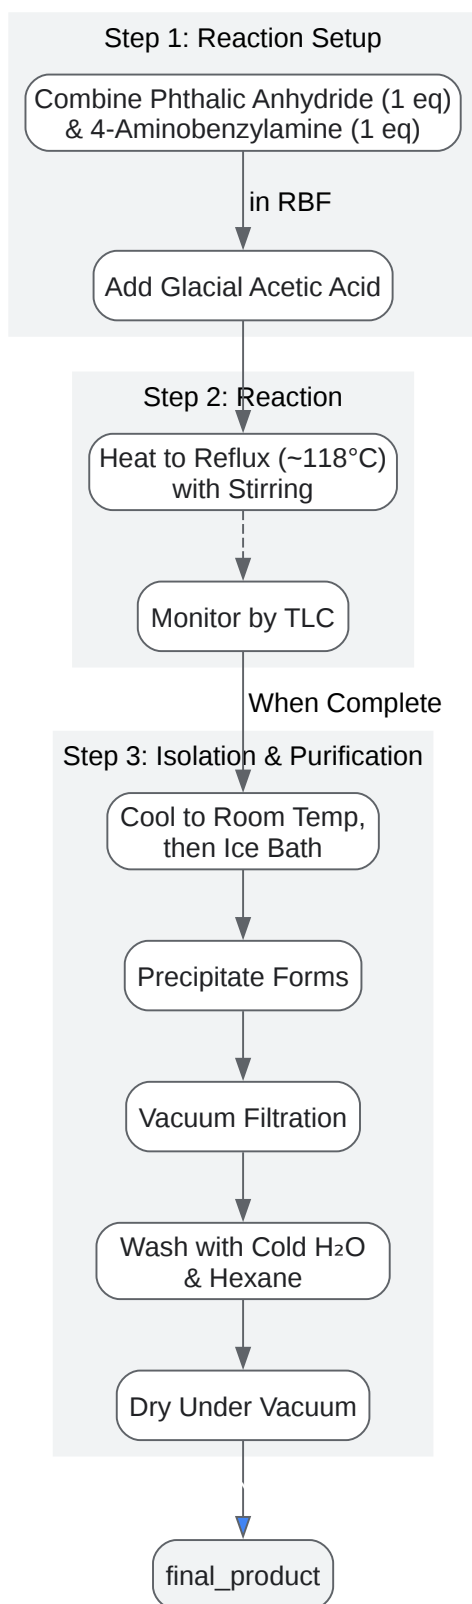 Step 1: Reaction Setup
Combine Phthalic Anhydride (1 eq)
& 4-Aminobenzylamine (1 eq)
in RBF
Add Glacial Acetic Acid
Step 2: Reaction
Heat to Reflux (~118°C)
with Stirring
Monitor by TLC
When Complete
Step 3: Isolation & Purification
Cool to Room Temp,
then Ice Bath
Precipitate Forms
Vacuum Filtration
Wash with Cold H₂O
& Hexane
Dry Under Vacuum
final_product